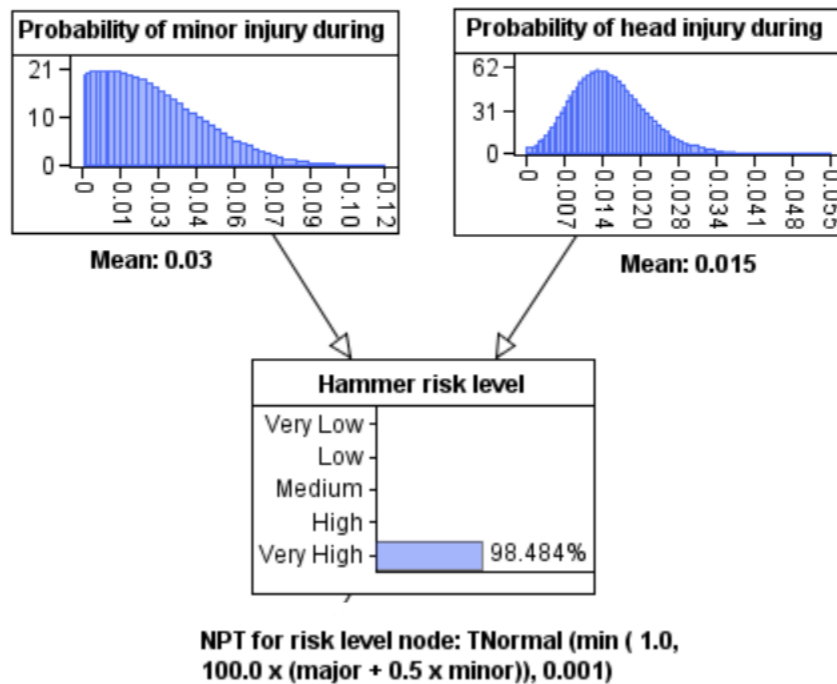 Probability of minor injury during
21
10
0
0
0.01
0.03
0.04
0.06
0.07
0.09
0.10
0.12
Mean: 0.03
Probability of head injury during
62
31
0
0
0.007
0.014
0.020
0.028
0.034
0.041
0.048
0.055
Mean: 0.015
Hammer risk level
Very Low
Low
Medium
High
Very High
98.484%
NPT for risk level node: TNormal (min ( 1.0,
100.0 x (major + 0.5 x minor)), 0.001)